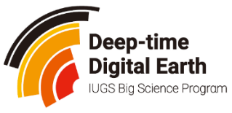 Deep-time
Digital Earth
IUGS Big Science Program